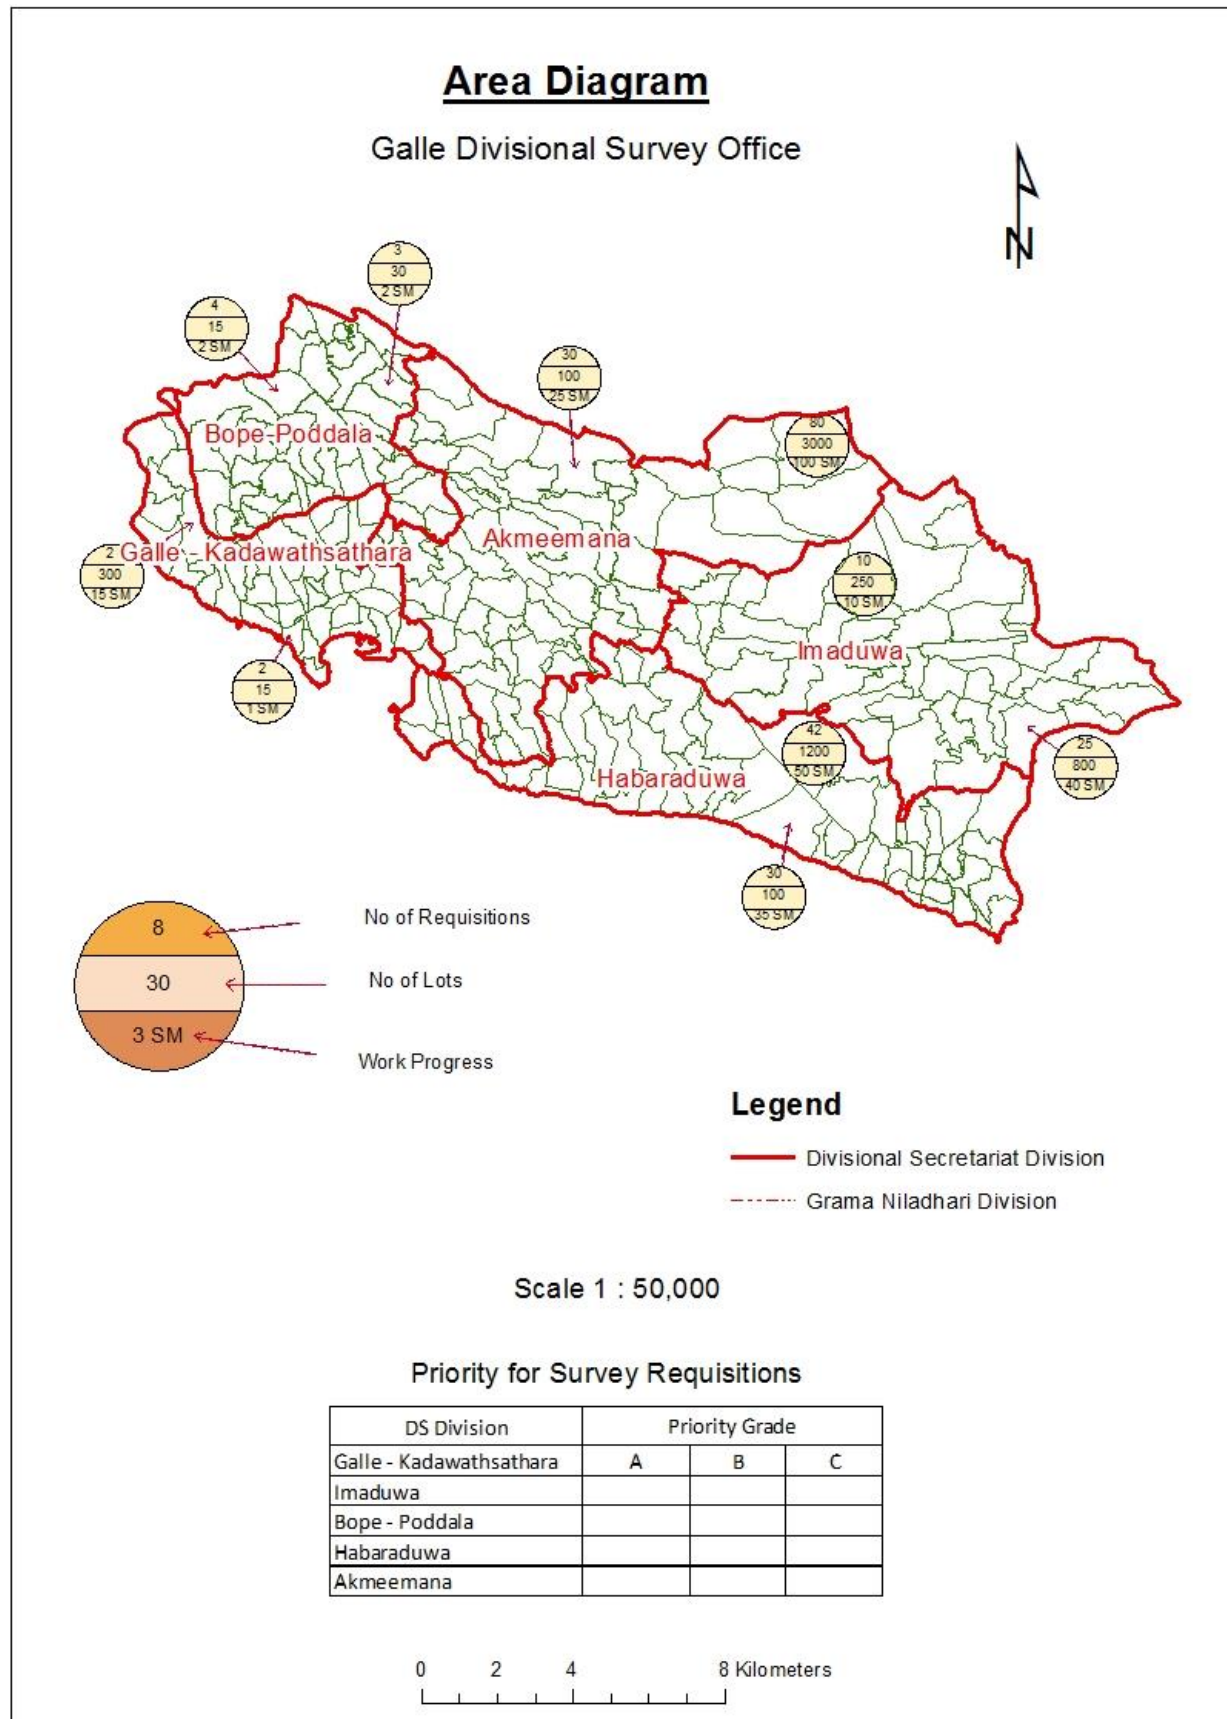 Area Diagram
Galle Divisional Survey Office
N
3
30
2 SM
4
15
2 SM
30
100
25 SM
80
3000
100 SM
Bope-Poddala
Akmeemana
Galle - Kadawathsathara
2
300
15 SM
10
250
10 SM
Imaduwa
2
15
1 SM
42
1200
50 SM
25
800
40 SM
Habaraduwa
30
100
35 SM
8
No of Requisitions
30
No of Lots
3 SM
Work Progress
Legend
Divisional Secretariat Division
Grama Niladhari Division
Scale 1 : 50,000
Priority for Survey Requisitions
DS Division Priority Grade
Galle - Kadawathsathara A B C
Imaduwa
Bope - Poddala
Habaraduwa
Akmeemana
0 2 4 8 Kilometers